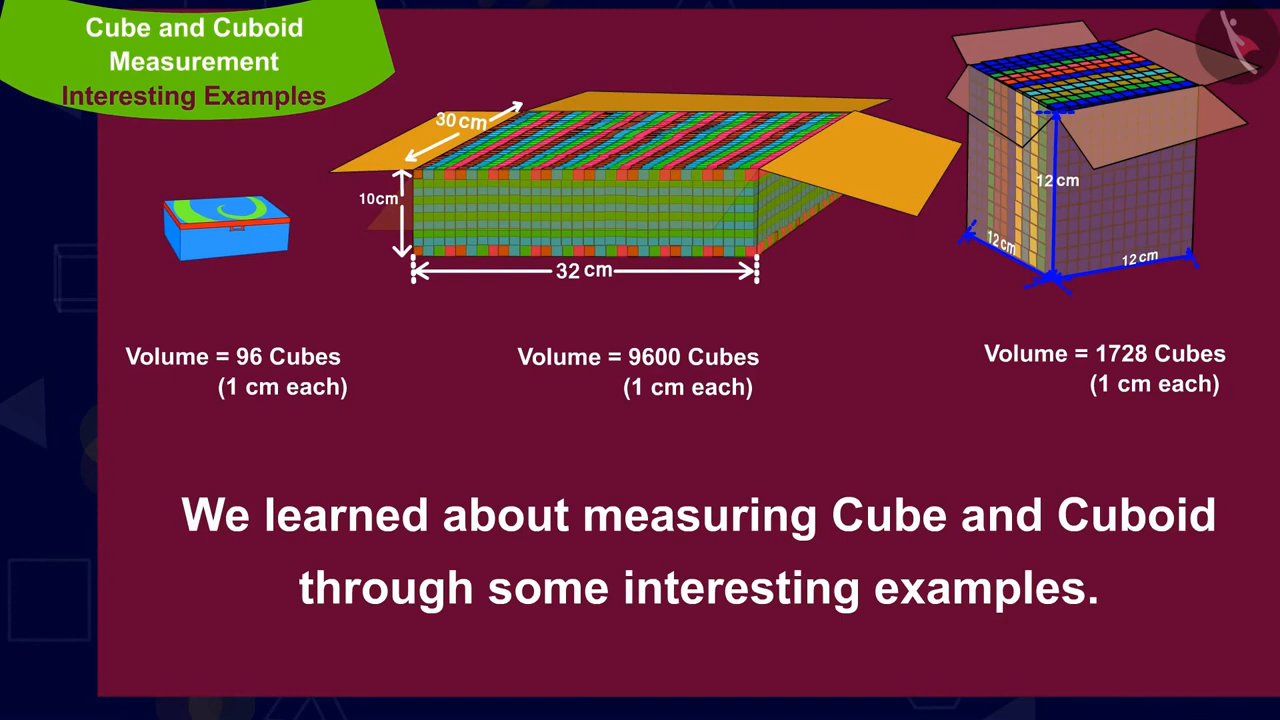 Cube and Cuboid
Measurement
Interesting Examples
30 cm
10cm
32 cm
12 cm
12 cm
12 cm
Volume = 96 Cubes
(1 cm each)
Volume = 9600 Cubes
(1 cm each)
Volume = 1728 Cubes
(1 cm each)
We learned about measuring Cube and Cuboid
through some interesting examples.